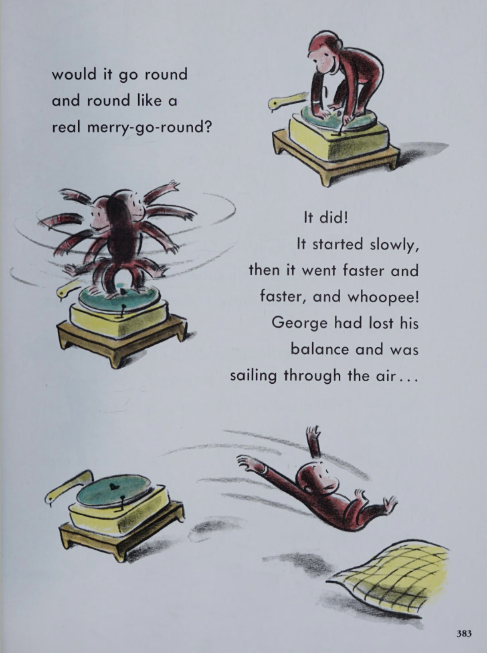 would it go round
and round like a
real merry-go-round?
It did!
It started slowly,
then it went faster and
faster, and whoopee!
George had lost his
balance and was
sailing through the air...
383